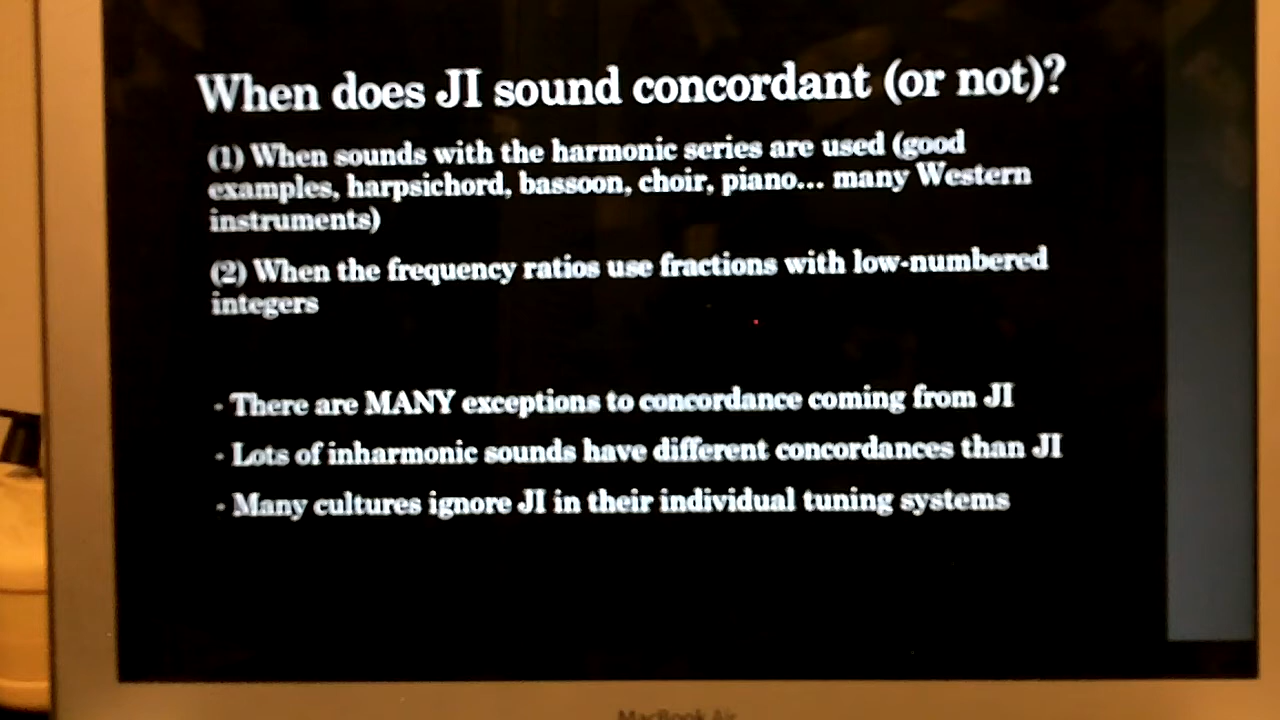 When does JI sound concordant (or not)?
(1) When sounds with the harmonic series are used (good
examples, harpsichord, bassoon, choir, piano... many Western
instruments)
(2) When the frequency ratios use fractions with low-numbered
integers
· There are MANY exceptions to concordance coming from JI
· Lots of inharmonic sounds have different concordances than JI
· Many cultures ignore JI in their individual tuning systems
MacBook Air